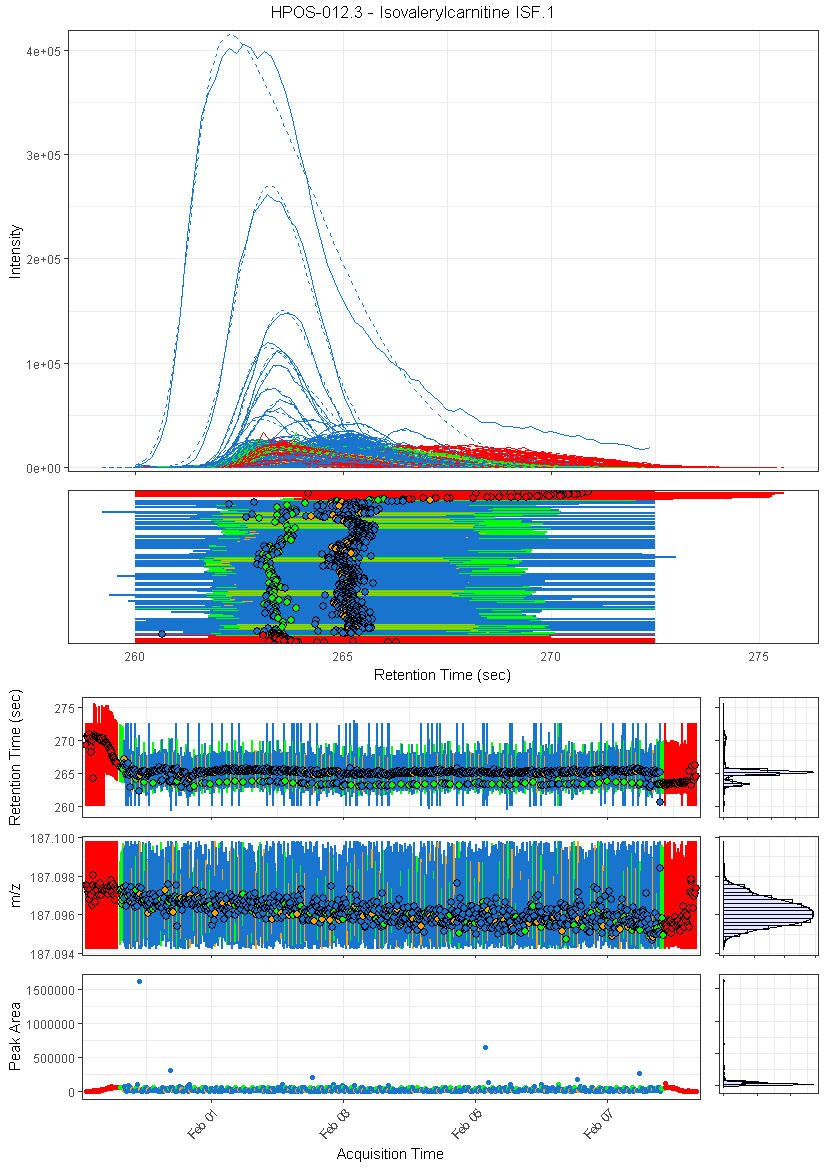 HPOS-012.3 - Isovalerylcarnitine ISF.1
Intensity
4e+05
3e+05
2e+05
1e+05
0e+00
260
265
270
275
Retention Time (sec)
Retention Time (sec)
275
270
265
260
m/z
187.100
187.098
187.096
187.094
Peak Area
1500000
1000000
500000
0
Feb 01
Feb 03
Feb 05
Feb 07
Acquisition Time